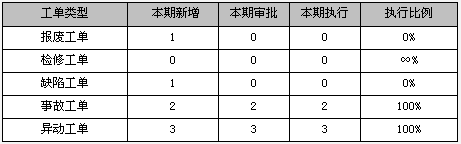 工单类型 本期新增 本期审批 本期执行 执行比例
报废工单 1 0 0 0%
检修工单 0 0 0 ∞%
缺陷工单 1 0 0 0%
事故工单 2 2 2 100%
异动工单 3 3 3 100%